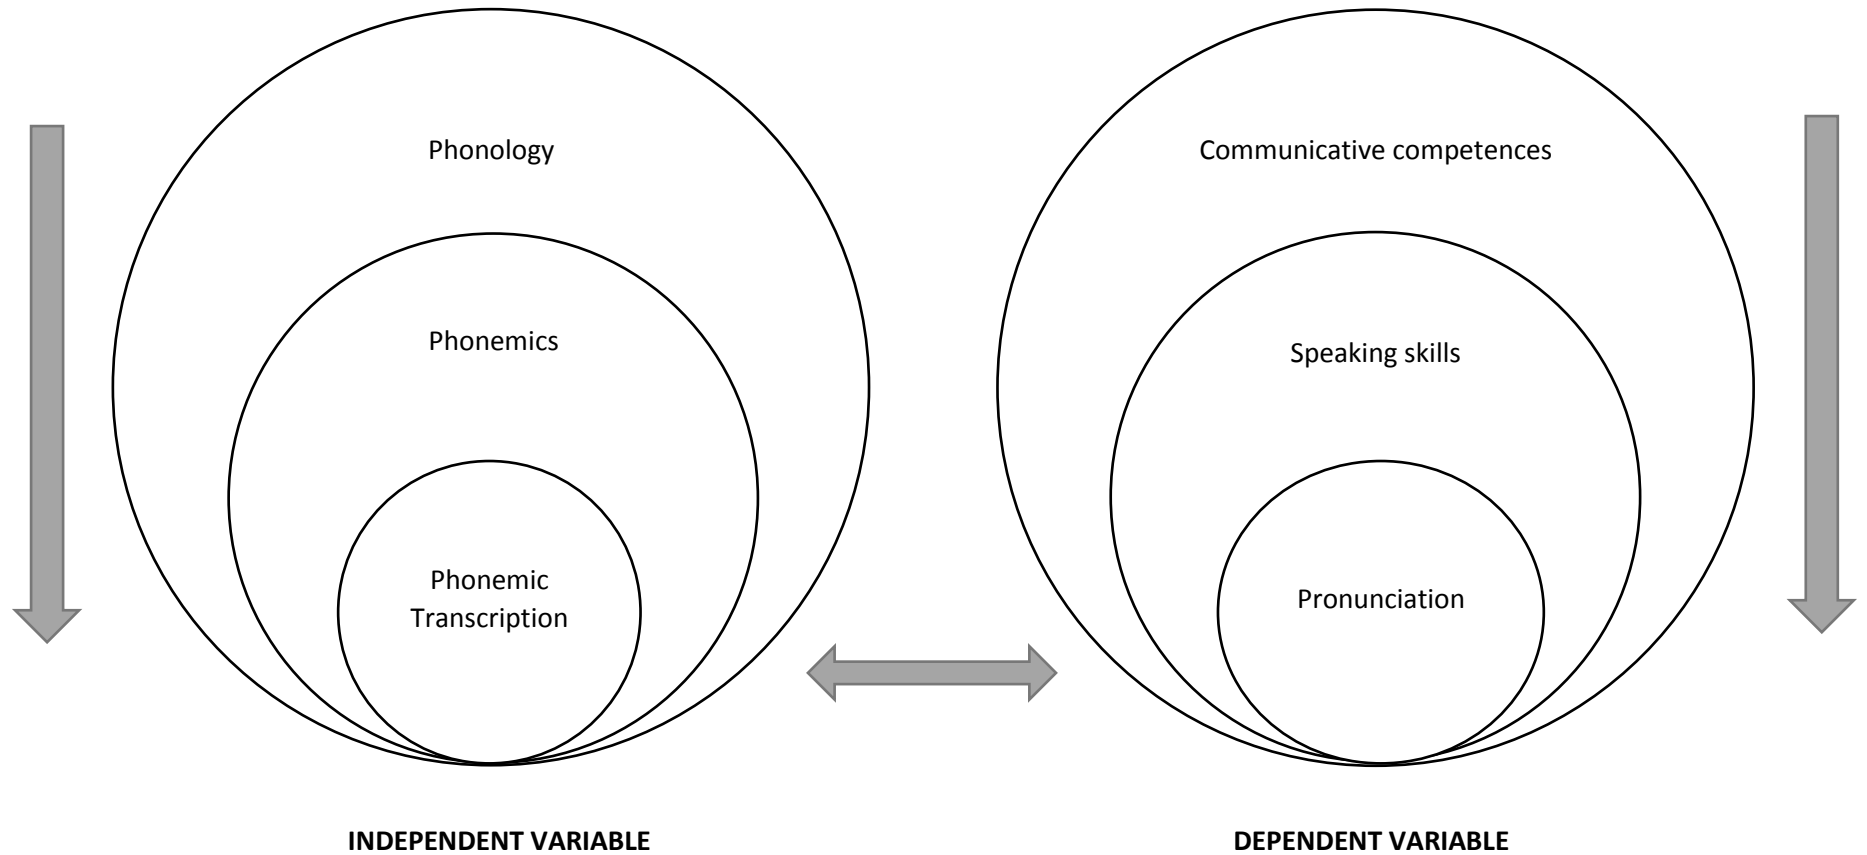 Phonology
Phonemics
Phonemic
Transcription
INDEPENDENT VARIABLE
Communicative competences
Speaking skills
Pronunciation
DEPENDENT VARIABLE